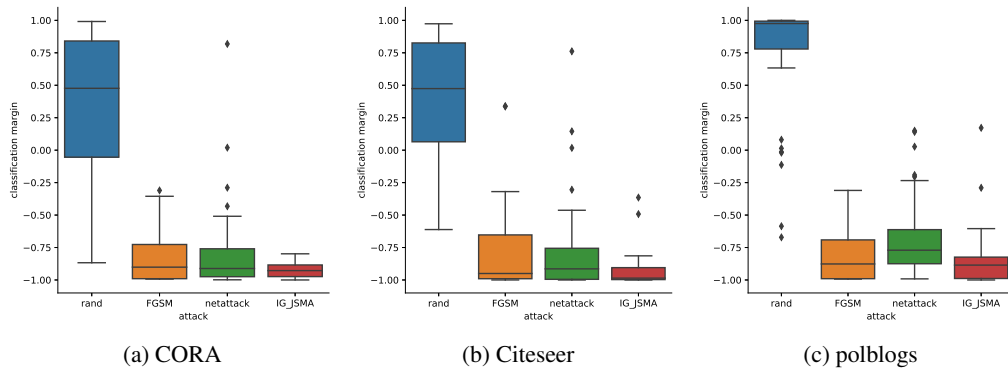 1.00
0.75
0.50
0.25
0.00
−0.25
−0.50
−0.75
−1.00
classification margin
rand FGSM netattack IG_JSMA
attack
(a) CORA
1.00
0.75
0.50
0.25
0.00
−0.25
−0.50
−0.75
−1.00
classification margin
rand FGSM netattack IG_JSMA
attack
(b) Citeseer
1.00
0.75
0.50
0.25
0.00
−0.25
−0.50
−0.75
−1.00
classification margin
rand FGSM netattack IG_JSMA
attack
(c) polblogs